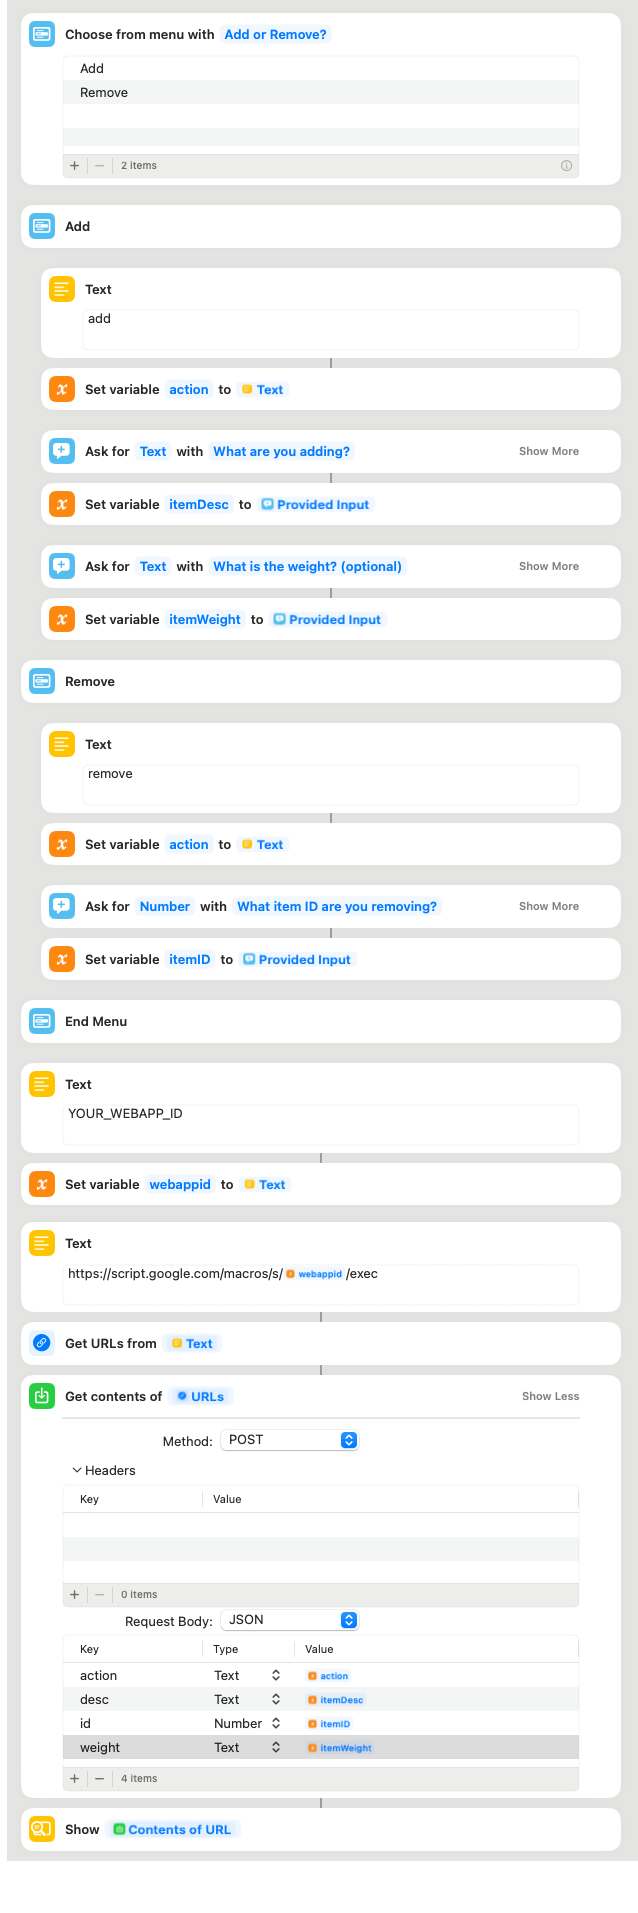 Choose from menu with Add or Remove?
Add
Remove
2 items
Add
Text
add
Set variable action to Text
Ask for Text with What are you adding? Show More
Set variable itemDesc to Provided Input
Ask for Text with What is the weight? (optional) Show More
Set variable itemWeight to Provided Input
Remove
Text
remove
Set variable action to Text
Ask for Number with What item ID are you removing? Show More
Set variable itemID to Provided Input
End Menu
Text
YOUR_WEBAPP_ID
Set variable webappid to Text
Text
https://script.google.com/macros/s/ webappid /exec
Get URLs from Text
Get contents of URLs Show Less
Method: POST
Headers
Key Value
0 items
Request Body: JSON
Key Type Value
action Text action
desc Text itemDesc
id Number itemID
weight Text itemWeight
4 items
Show Contents of URL